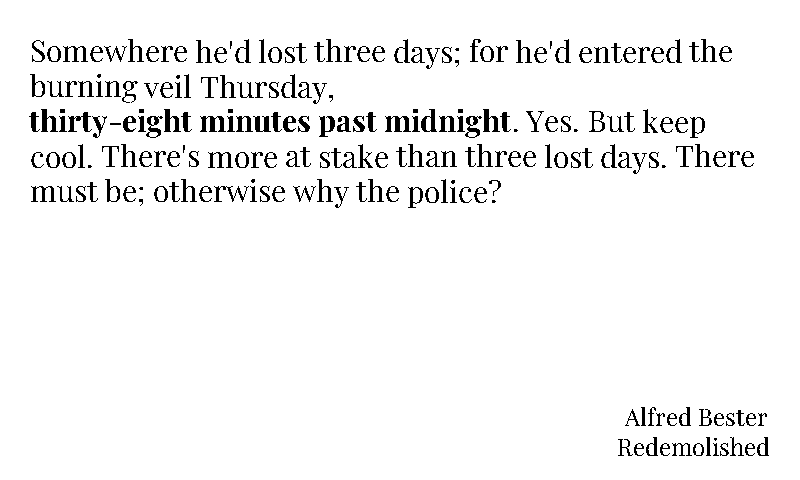 Somewhere he'd lost three days; for he'd entered the
burning veil Thursday,
thirty-eight minutes past midnight. Yes. But keep
cool. There's more at stake than three lost days. There
must be; otherwise why the police?
Alfred Bester
Redemolished